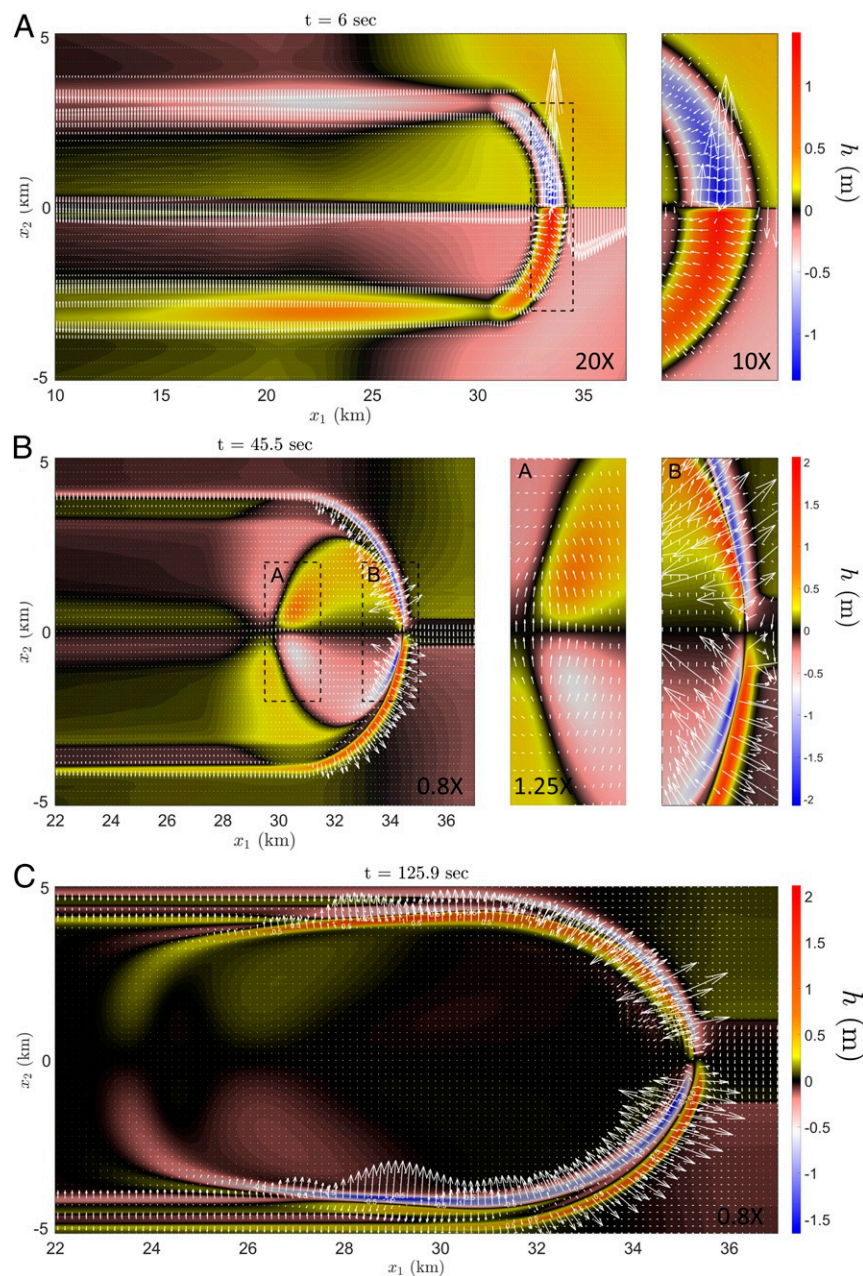 A
t = 6 sec
5
0
-5
x₂ (km)
20X
10X
10 15 20 25 30 35
x₁ (km)
1
0.5
0
-0.5
-1
h (m)
B
t = 45.5 sec
A
B
5
0
-5
x₂ (km)
A
B
0.8X
1.25X
22 24 26 28 30 32 34 36
x₁ (km)
2
1.5
1
0.5
0
-0.5
-1
-1.5
-2
h (m)
C
t = 125.9 sec
5
0
-5
x₂ (km)
0.8X
22 24 26 28 30 32 34 36
x₁ (km)
2
1.5
1
0.5
0
-0.5
-1
-1.5
h (m)